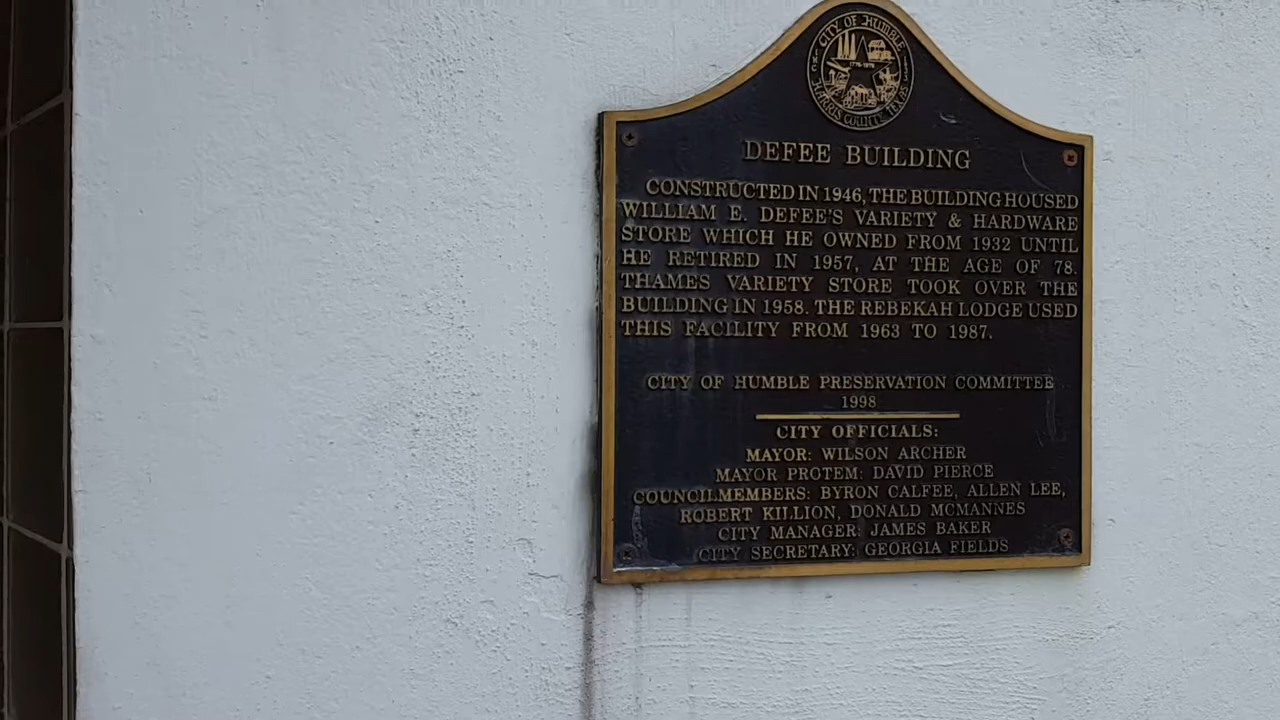 CITY OF HUMBLE
1776-1976
HARRIS COUNTY, TEXAS
DEFEE BUILDING
CONSTRUCTED IN 1946, THE BUILDING HOUSED
WILLIAM E. DEFEE'S VARIETY & HARDWARE
STORE WHICH HE OWNED FROM 1932 UNTIL
HE RETIRED IN 1957, AT THE AGE OF 78.
THAMES VARIETY STORE TOOK OVER THE
BUILDING IN 1958. THE REBEKAH LODGE USED
THIS FACILITY FROM 1963 TO 1987.
CITY OF HUMBLE PRESERVATION COMMITTEE
1998
CITY OFFICIALS:
MAYOR: WILSON ARCHER
MAYOR PROTEM: DAVID PIERCE
COUNCILMEMBERS: BYRON CALFEE, ALLEN LEE,
ROBERT KILLION, DONALD MCMANNES
CITY MANAGER: JAMES BAKER
CITY SECRETARY: GEORGIA FIELDS